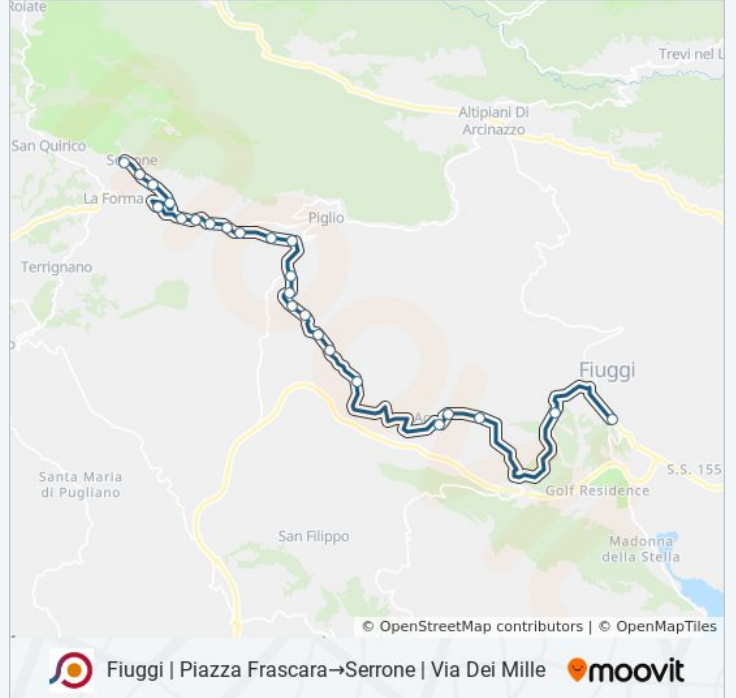 Roiate
Trevi nel L
Altipiani Di
Arcinazzo
San Quirico
Serrone
La Forma
Piglio
Terrignano
Fiuggi
S.S. 155
Santa Maria
di Pugliano
Golf Residence
San Filippo
Madonna
della Stella
© OpenStreetMap contributors | © OpenMapTiles
Fiuggi | Piazza Frascara→Serrone | Via Dei Mille
moovit